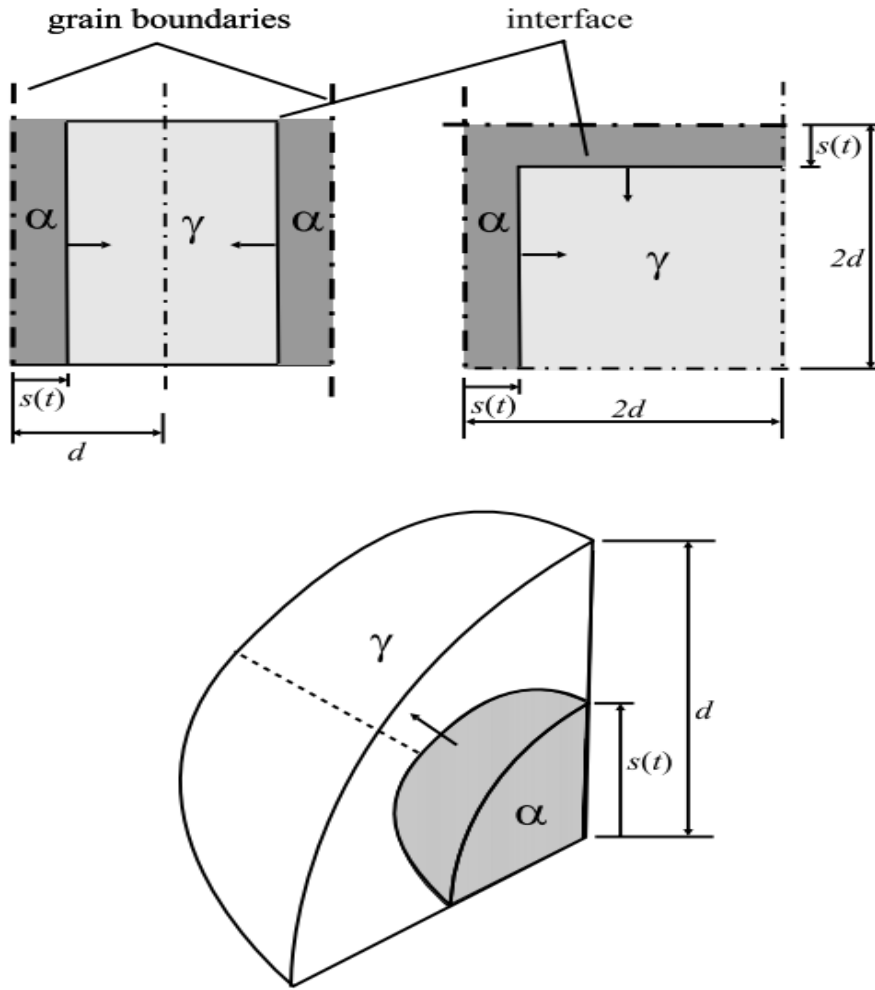 grain boundaries
interface
α
γ
α
s(t)
d
α
γ
s(t)
2d
s(t)
2d
γ
α
s(t)
d